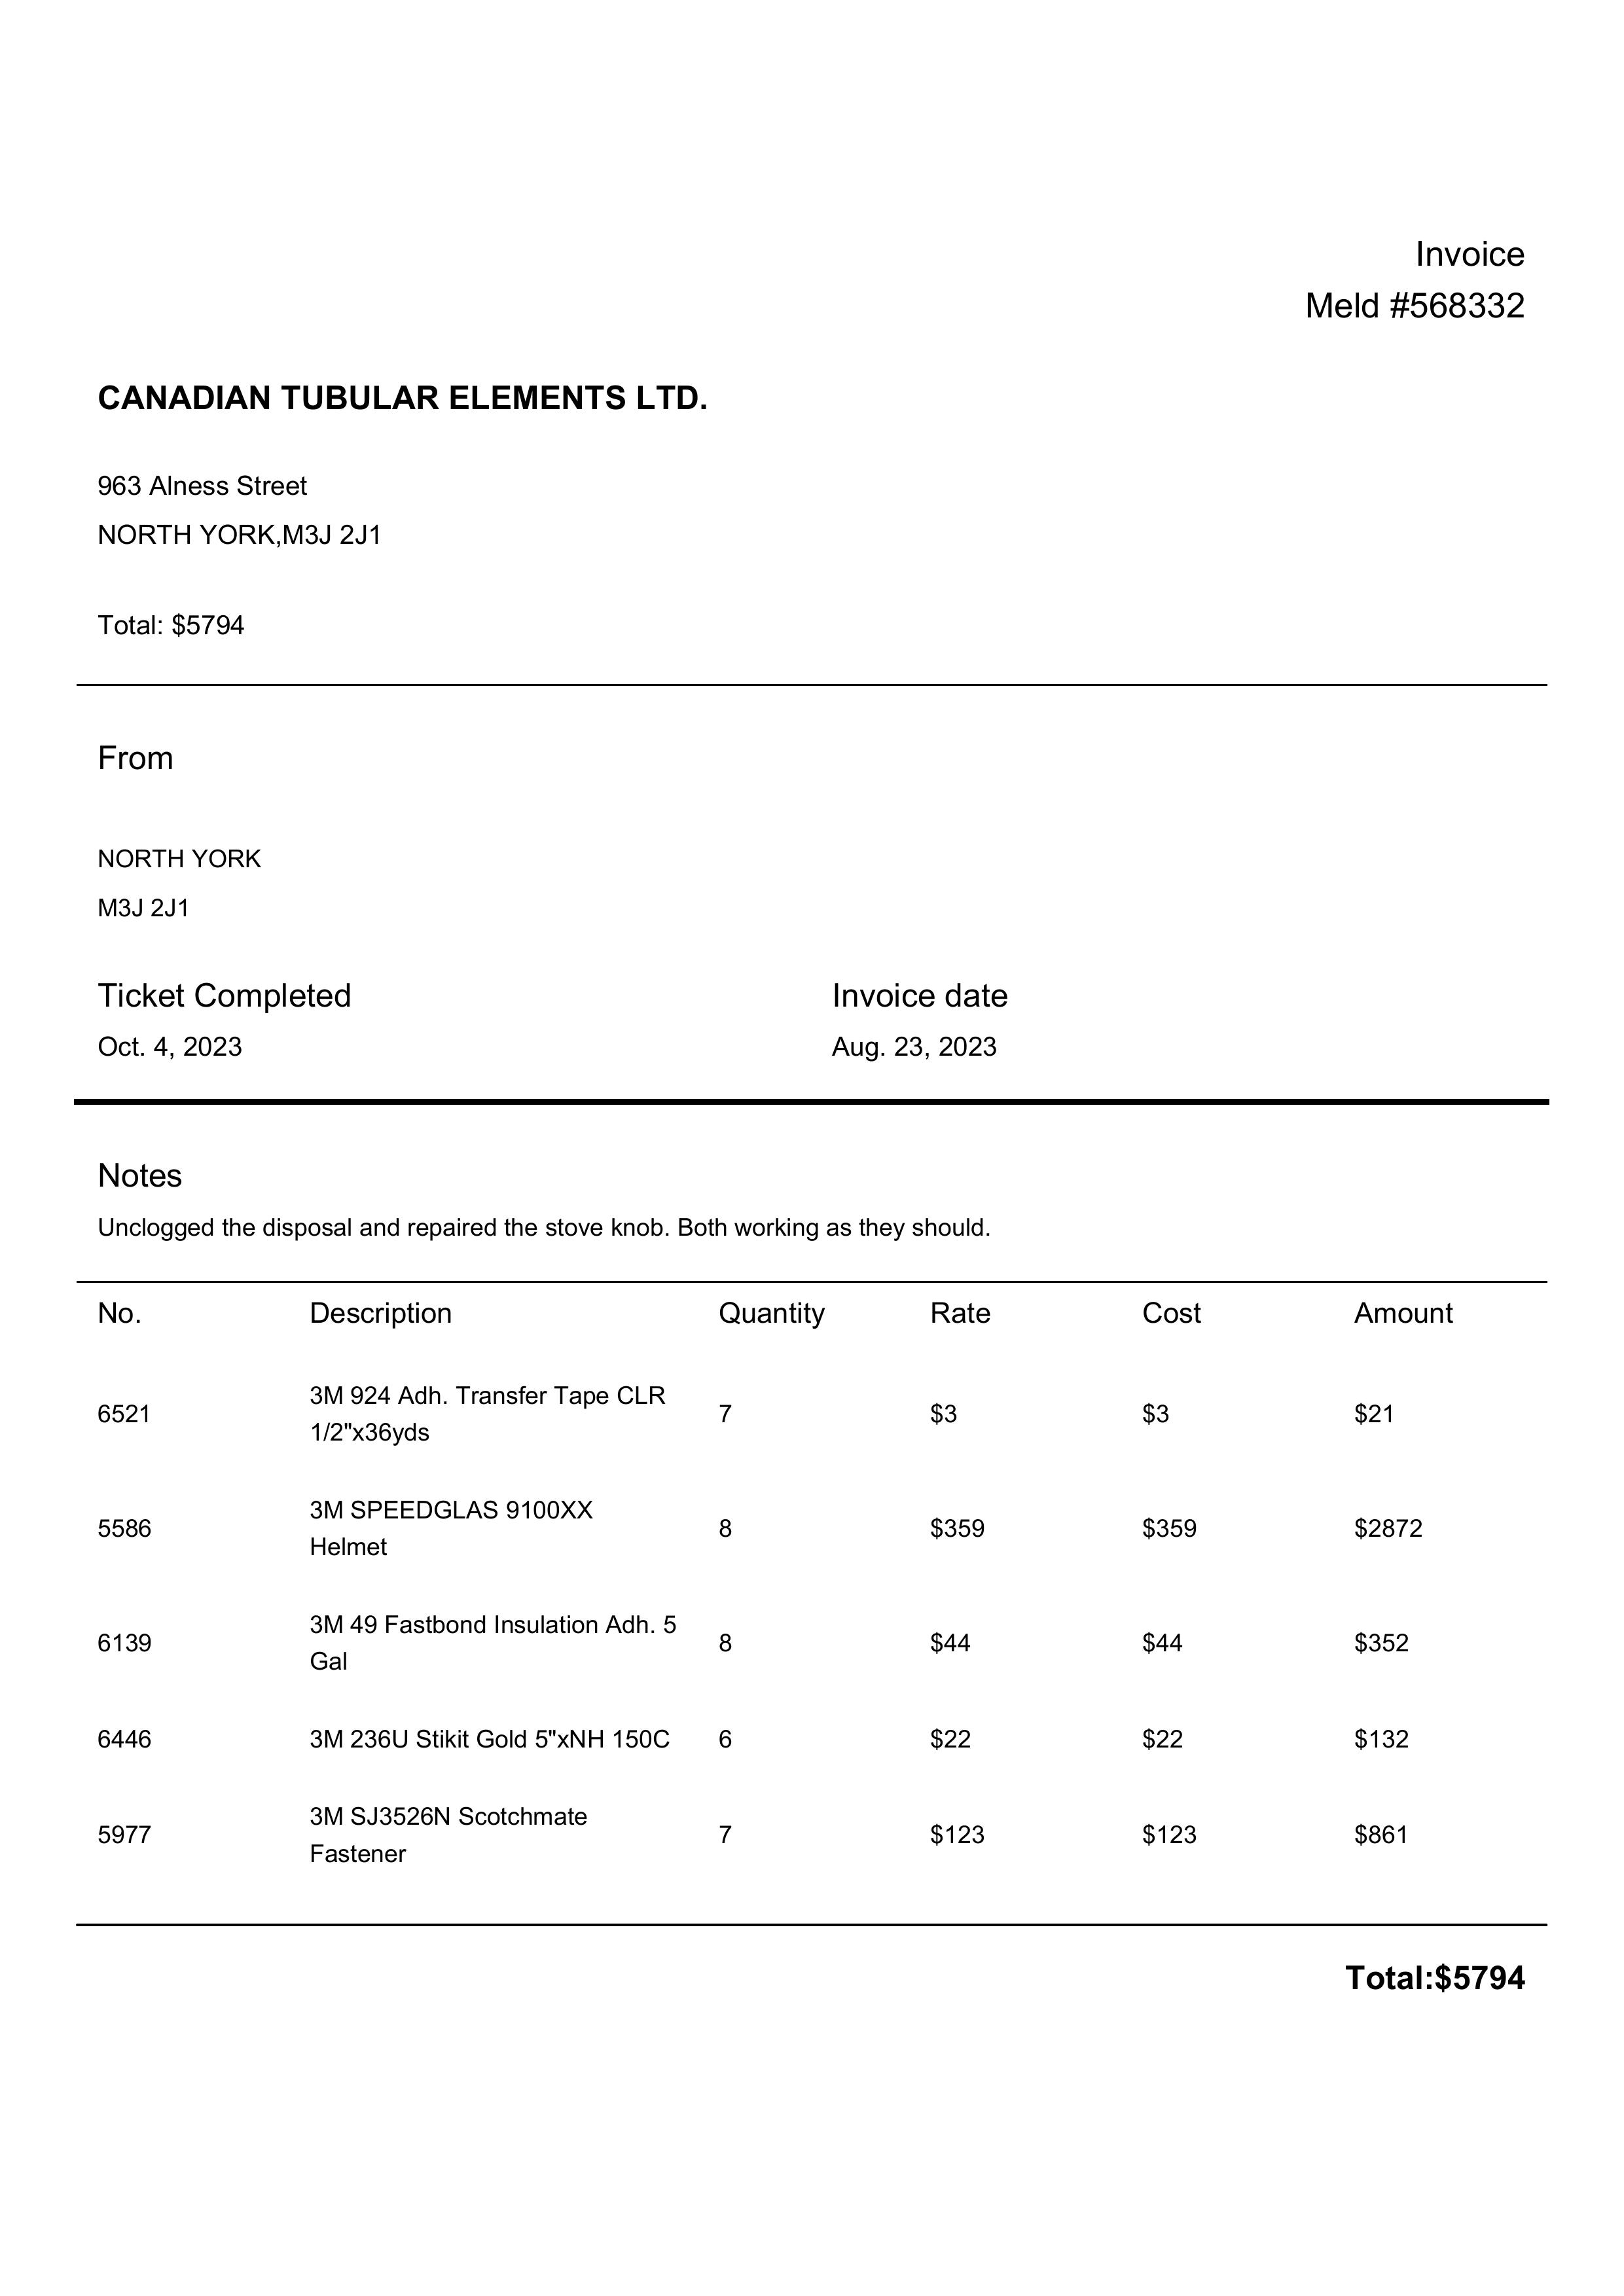 Invoice
Meld #568332
CANADIAN TUBULAR ELEMENTS LTD.
963 Alness Street
NORTH YORK,M3J 2J1
Total: $5794
From
NORTH YORK
M3J 2J1
Ticket Completed Invoice date
Oct. 4, 2023 Aug. 23, 2023
Notes
Unclogged the disposal and repaired the stove knob. Both working as they should.
No. Description Quantity Rate Cost Amount
6521 3M 924 Adh. Transfer Tape CLR 7 $3 $3 $21
1/2"x36yds
5586 3M SPEEDGLAS 9100XX 8 $359 $359 $2872
Helmet
6139 3M 49 Fastbond Insulation Adh. 5 8 $44 $44 $352
Gal
6446 3M 236U Stikit Gold 5"xNH 150C 6 $22 $22 $132
5977 3M SJ3526N Scotchmate 7 $123 $123 $861
Fastener
Total:$5794